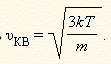 , υ_КВ = √(3kT/m) .